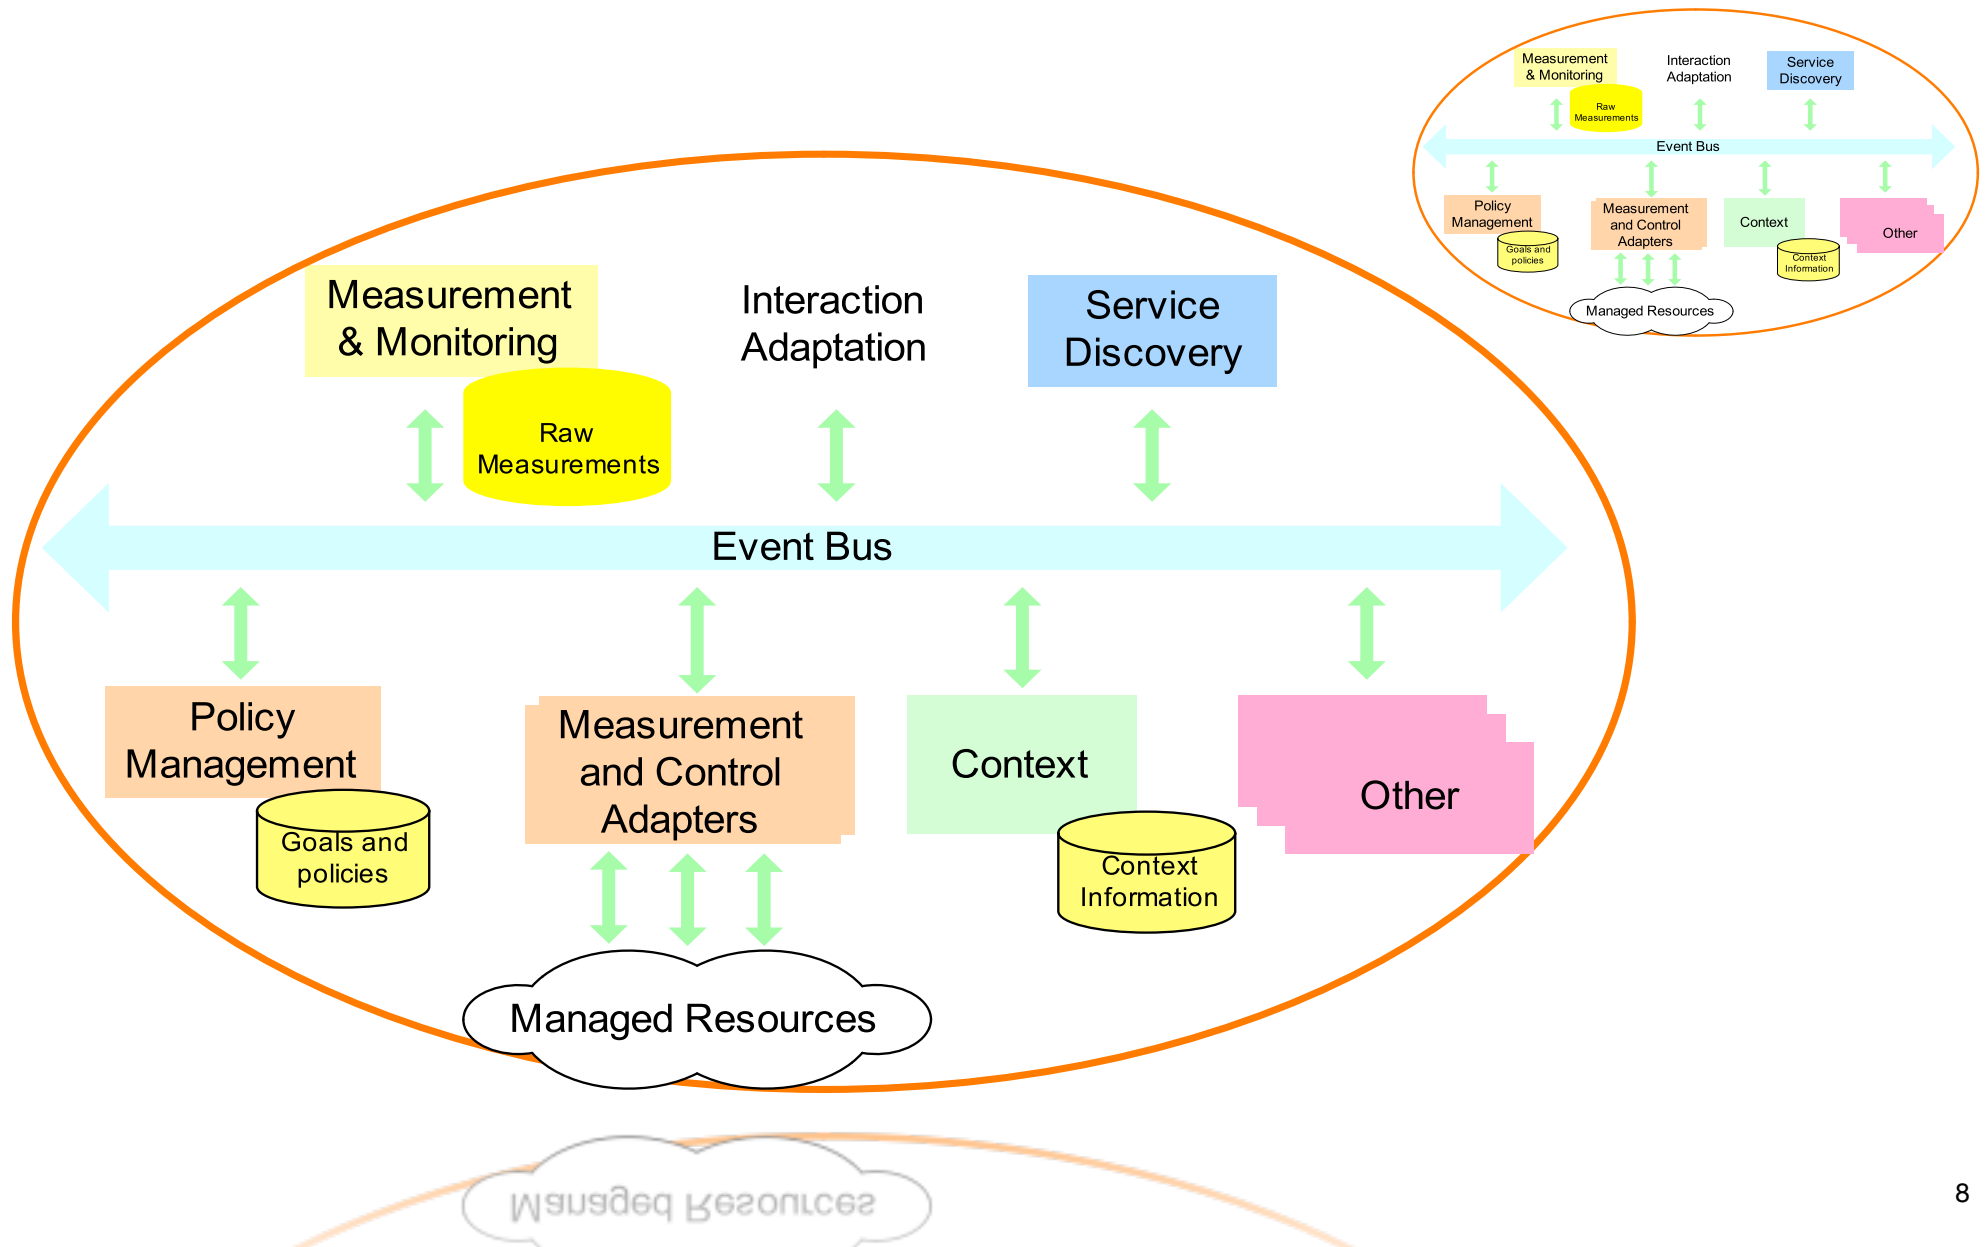 Measurement
& Monitoring
Interaction
Adaptation
Service
Discovery
Raw
Measurements
Event Bus
Policy
Management
Goals and
policies
Measurement
and Control
Adapters
Context
Context
Information
Other
Managed Resources
Measurement
& Monitoring
Interaction
Adaptation
Service
Discovery
Raw
Measurements
Event Bus
Policy
Management
Goals and
policies
Measurement
and Control
Adapters
Context
Context
Information
Other
Managed Resources
Managed Resources
8